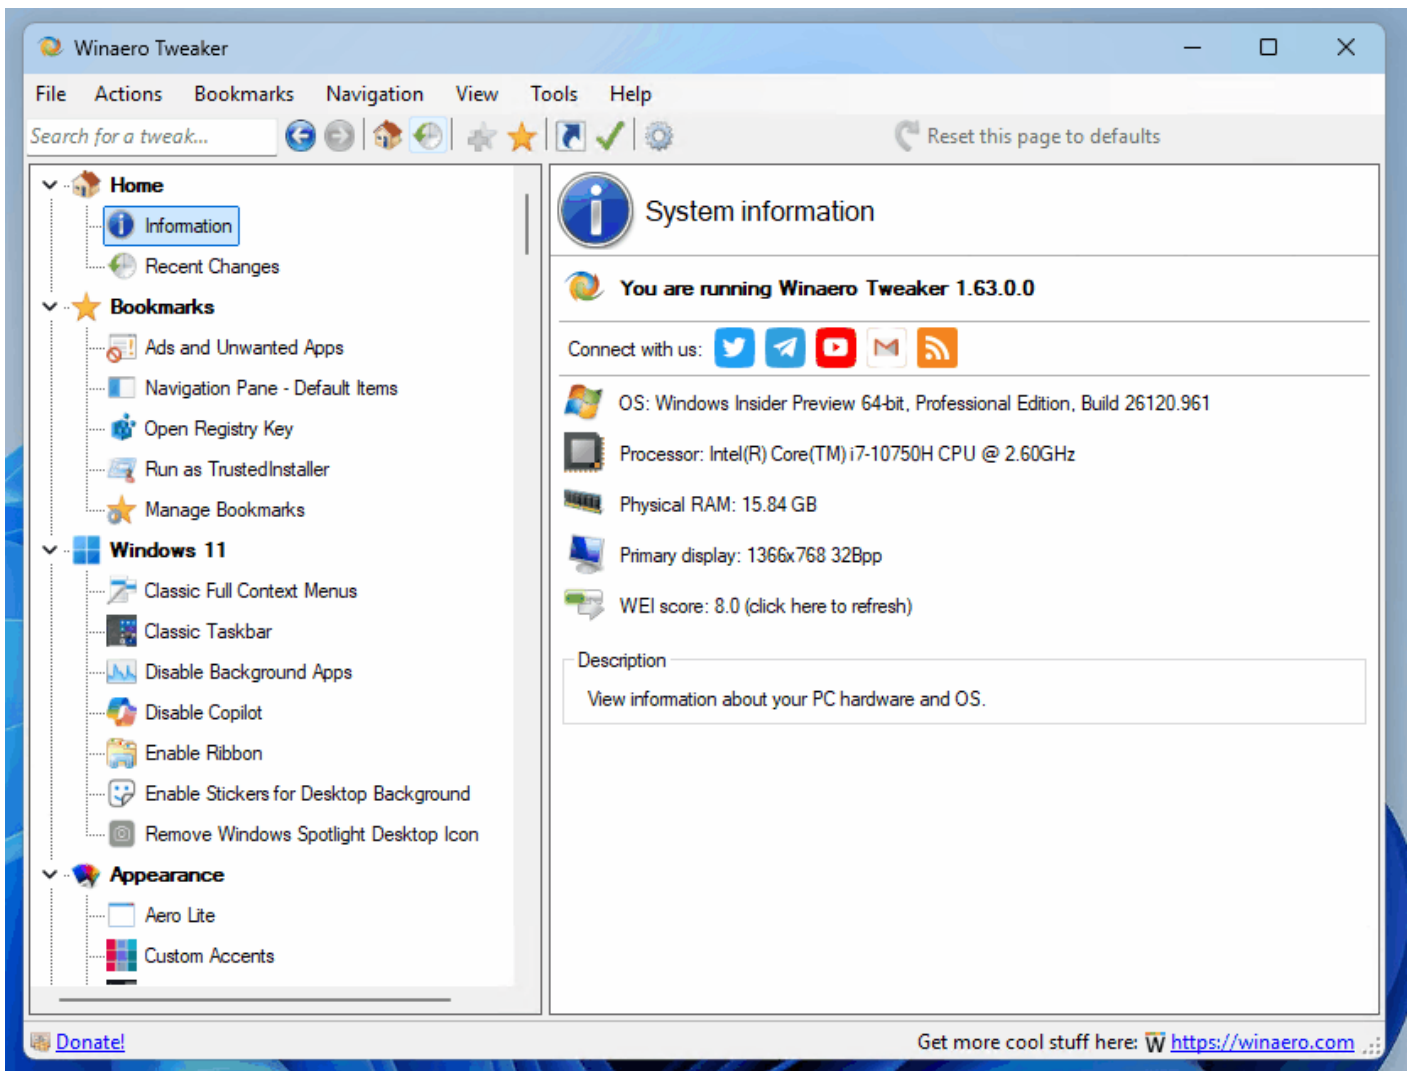 Winaero Tweaker
File Actions Bookmarks Navigation View Tools Help
Search for a tweak...
Reset this page to defaults
Home
Information
Recent Changes
Bookmarks
Ads and Unwanted Apps
Navigation Pane - Default Items
Open Registry Key
Run as TrustedInstaller
Manage Bookmarks
Windows 11
Classic Full Context Menus
Classic Taskbar
Disable Background Apps
Disable Copilot
Enable Ribbon
Enable Stickers for Desktop Background
Remove Windows Spotlight Desktop Icon
Appearance
Aero Lite
Custom Accents
System information
You are running Winaero Tweaker 1.63.0.0
Connect with us:
OS: Windows Insider Preview 64-bit, Professional Edition, Build 26120.961
Processor: Intel(R) Core(TM) i7-10750H CPU @ 2.60GHz
Physical RAM: 15.84 GB
Primary display: 1366x768 32Bpp
WEI score: 8.0 (click here to refresh)
Description
View information about your PC hardware and OS.
Donate!
Get more cool stuff here: W https://winaero.com